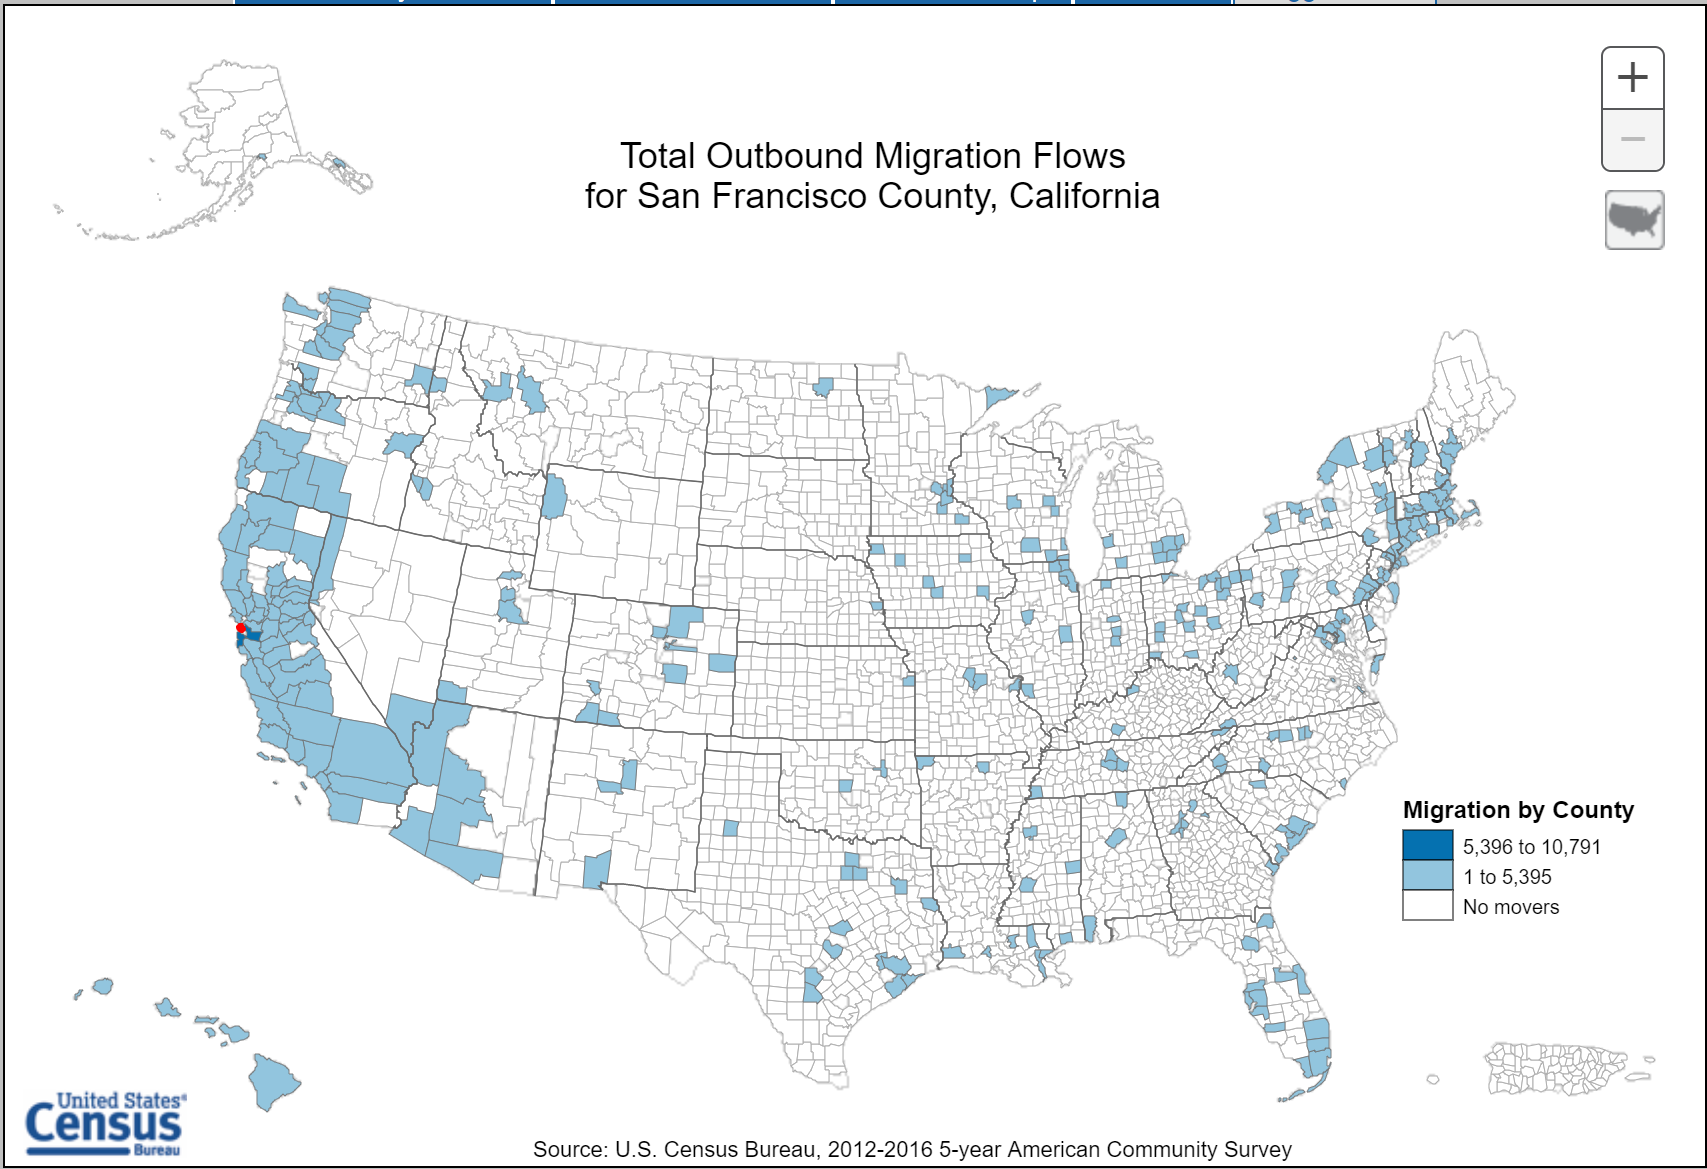 Total Outbound Migration Flows
for San Francisco County, California
+
−
Migration by County
5,396 to 10,791
1 to 5,395
No movers
United States®
Census
Bureau
Source: U.S. Census Bureau, 2012-2016 5-year American Community Survey